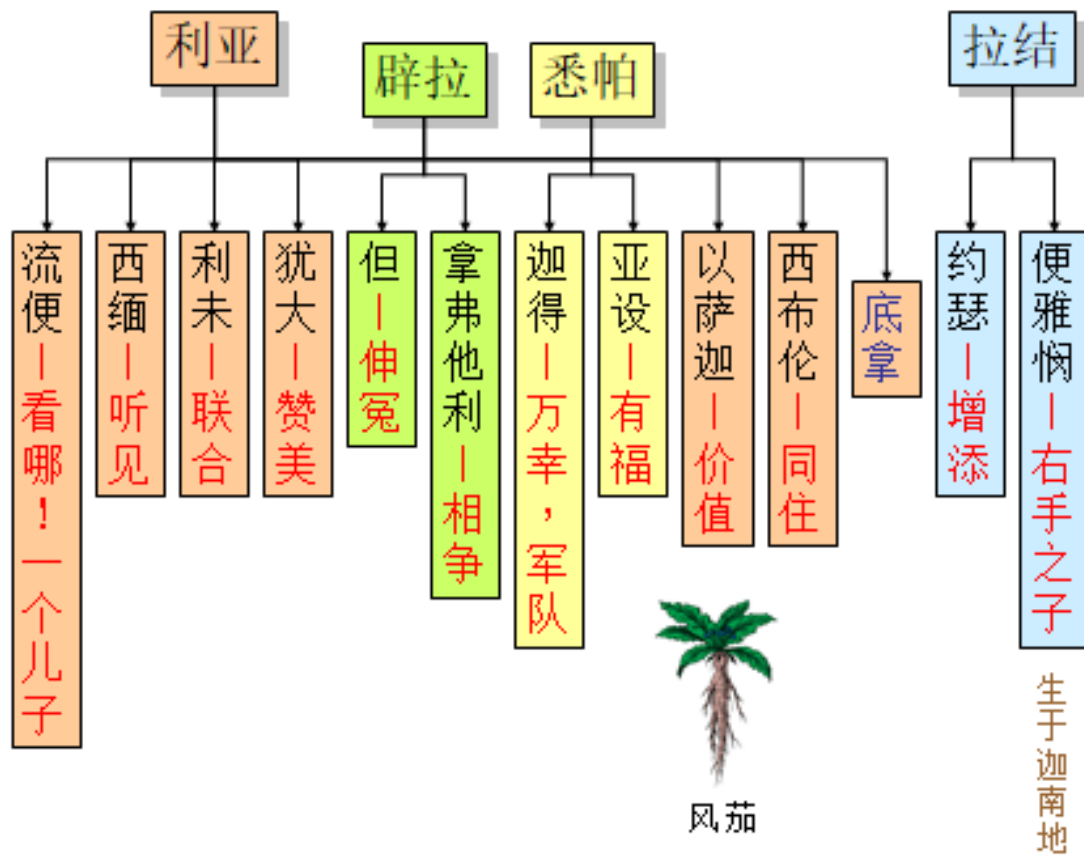 利亚
辟拉
悉帕
拉结
流便—看哪！一个儿子
西缅—听见
利未—联合
犹大—赞美
但—伸冤
拿弗他利—相争
迦得—万幸，军队
亚设—有福
以萨迦—价值
西布伦—同住
底拿
约瑟—增添
便雅悯—右手之子
生于迦南地
风茄